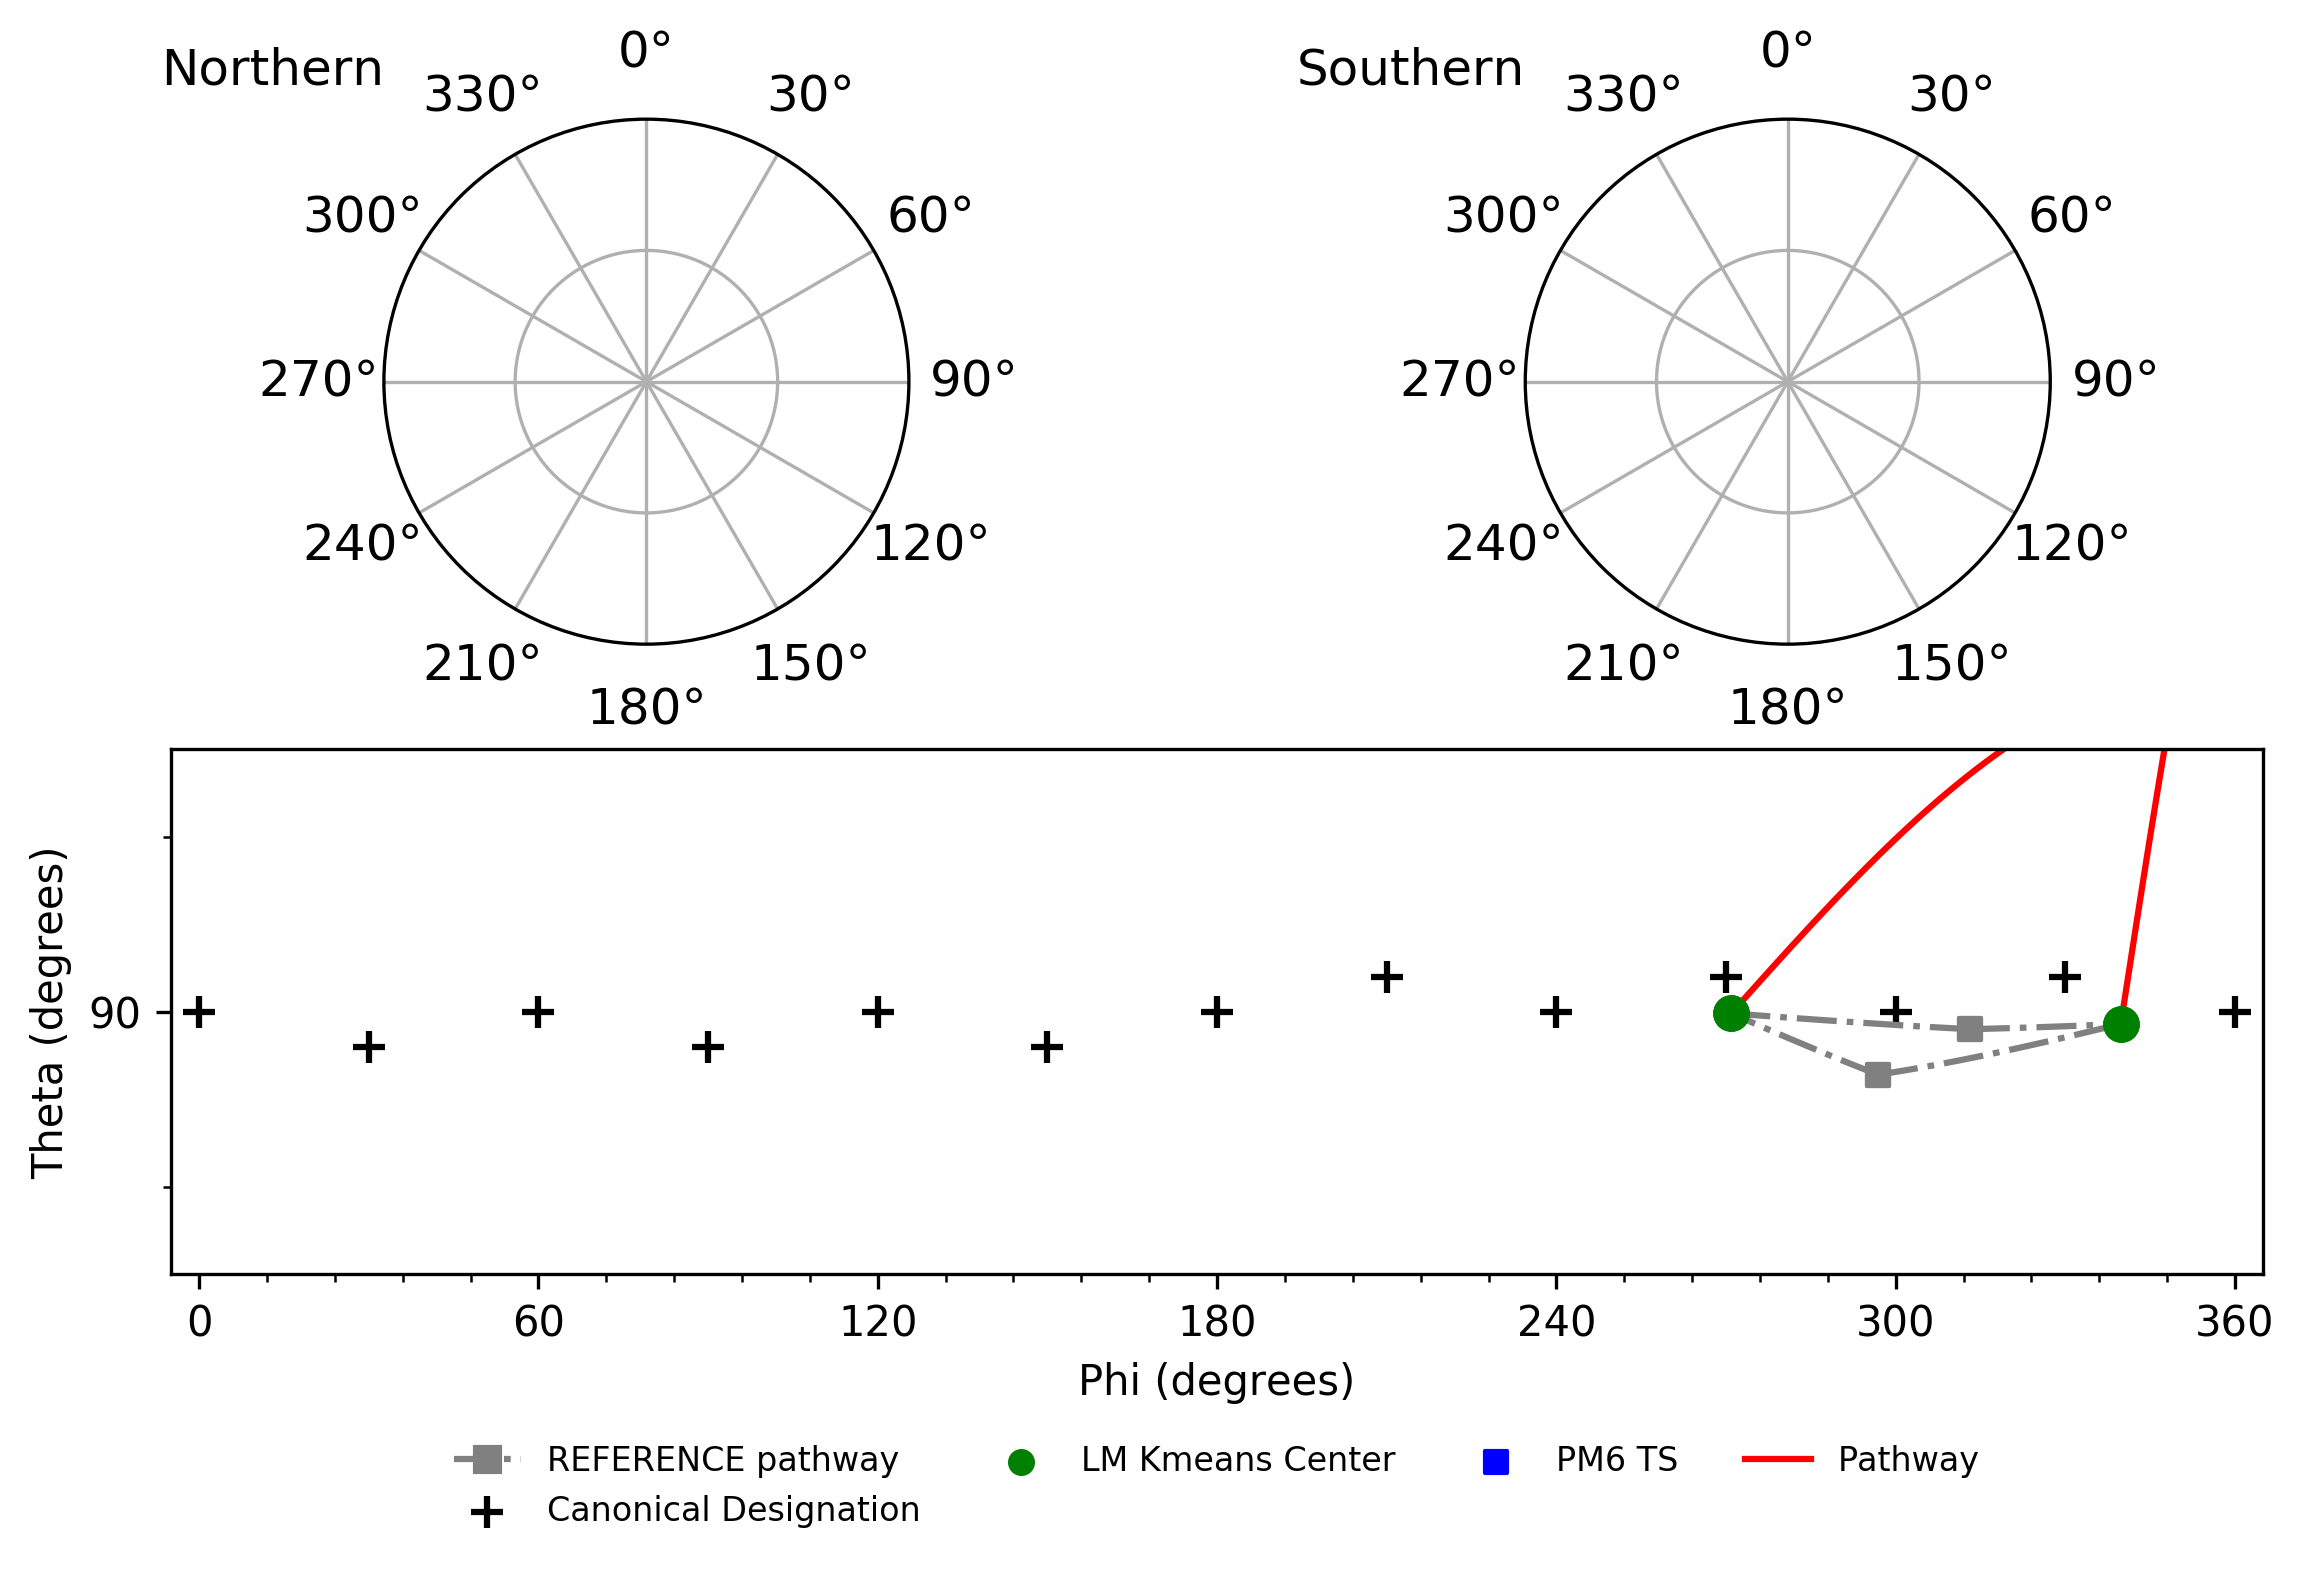 Northern
0°
30°
60°
90°
120°
150°
180°
210°
240°
270°
300°
330°
Southern
0°
30°
60°
90°
120°
150°
180°
210°
240°
270°
300°
330°
Theta (degrees)
90
0 60 120 180 240 300 360
Phi (degrees)
REFERENCE pathway
Canonical Designation
LM Kmeans Center
PM6 TS
Pathway